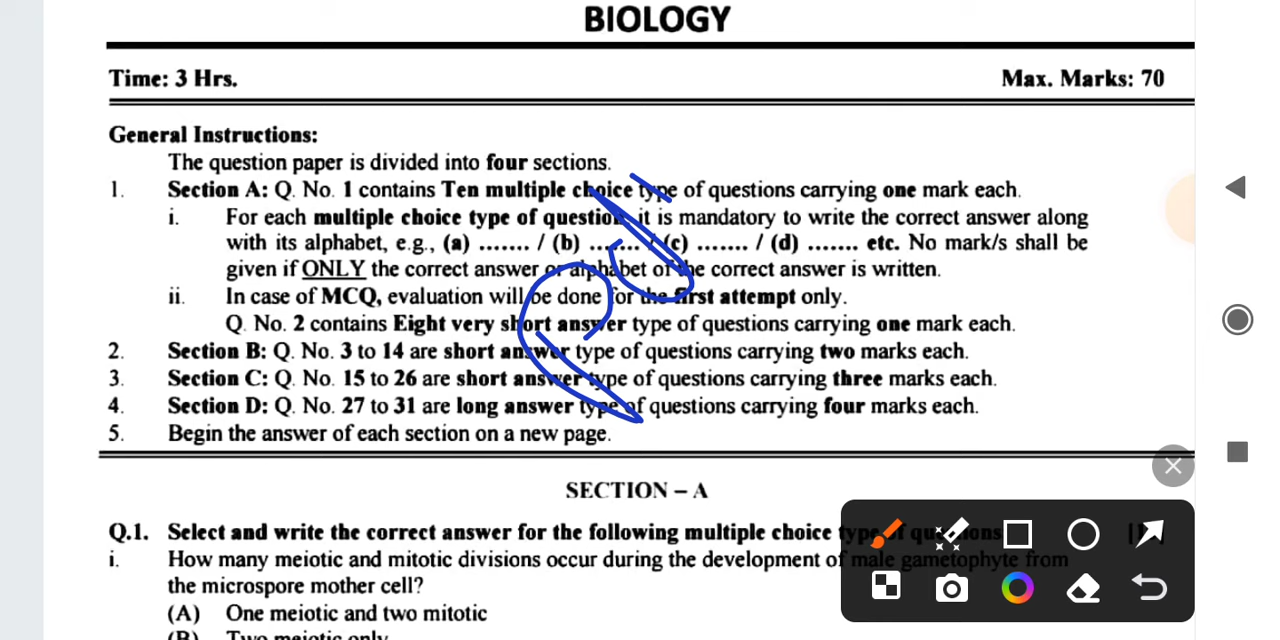 BIOLOGY
Time: 3 Hrs. Max. Marks: 70
General Instructions:
The question paper is divided into four sections.
1. Section A: Q. No. 1 contains Ten multiple choice type of questions carrying one mark each.
i. For each multiple choice type of question, it is mandatory to write the correct answer along
with its alphabet, e.g., (a) ....... / (b) ....... / (c) ....... / (d) ....... etc. No mark/s shall be
given if ONLY the correct answer or alphabet of the correct answer is written.
ii. In case of MCQ, evaluation will be done for the first attempt only.
Q. No. 2 contains Eight very short answer type of questions carrying one mark each.
2. Section B: Q. No. 3 to 14 are short answer type of questions carrying two marks each.
3. Section C: Q. No. 15 to 26 are short answer type of questions carrying three marks each.
4. Section D: Q. No. 27 to 31 are long answer type of questions carrying four marks each.
5. Begin the answer of each section on a new page.
SECTION – A
Q.1. Select and write the correct answer for the following multiple choice type of questions
i. How many meiotic and mitotic divisions occur during the development of male gametophyte from
the microspore mother cell?
(A) One meiotic and two mitotic
(B) Two meiotic only